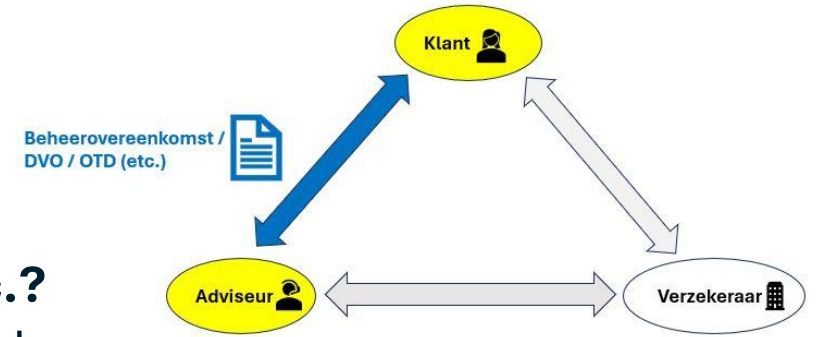 Klant
Beheerovereenkomst /
DVO / OTD (etc.)
.?
Adviseur
Verzekeraar